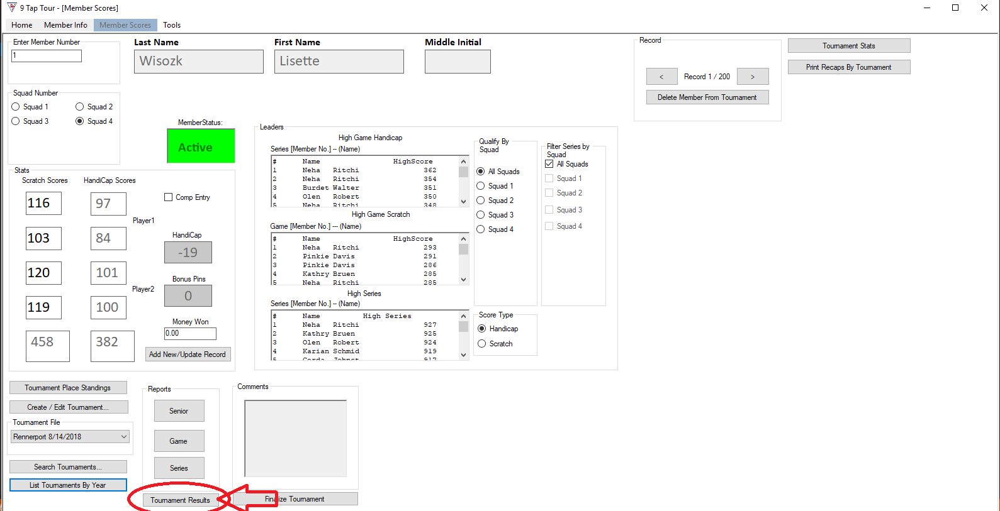 9 Tap Tour - [Member Scores]
Home Member Info Member Scores Tools
Enter Member Number
1
Last Name First Name Middle Initial
Wisozk Lisette
Record
< Record 1 / 200 >
Delete Member From Tournament
Tournament Stats
Print Recaps By Tournament
Squad Number
Squad 1 Squad 2
Squad 3 Squad 4
MemberStatus:
Active
Stats
Scratch Scores HandiCap Scores
116 97
Comp Entry
Player1
103 84
HandiCap
-19
120 101
Bonus Pins
Player2
0
119 100
Money Won
0.00
458 382
Add New/Update Record
Leaders
High Game Handicap
Series [Member No.] -- (Name)
# Name HighScore
1 Neha Ritchi 362
2 Neha Ritchi 354
3 Burdet Walter 351
4 Olen Robert 350
5 Neha Ritchi 348
High Game Scratch
Game [Member No.] --- (Name)
# Name HighScore
1 Neha Ritchi 293
2 Pinkie Davis 291
3 Pinkie Davis 286
4 Kathry Bruen 285
5 Neha Ritchi 285
High Series
Series [Member No.] -- (Name)
# Name High Series
1 Neha Ritchi 927
2 Kathry Bruen 925
3 Olen Robert 924
4 Karian Schmid 919
5 Gerda Johnst 917
Qualify By
Squad
All Squads
Squad 1
Squad 2
Squad 3
Squad 4
Filter Series by
Squad
All Squads
Squad 1
Squad 2
Squad 3
Squad 4
Score Type
Handicap
Scratch
Tournament Place Standings
Create / Edit Tournament...
Tournament File
Rennerport 8/14/2018
Search Tournaments...
List Tournaments By Year
Reports
Senior
Game
Series
Tournament Results
Comments
Finalize Tournament